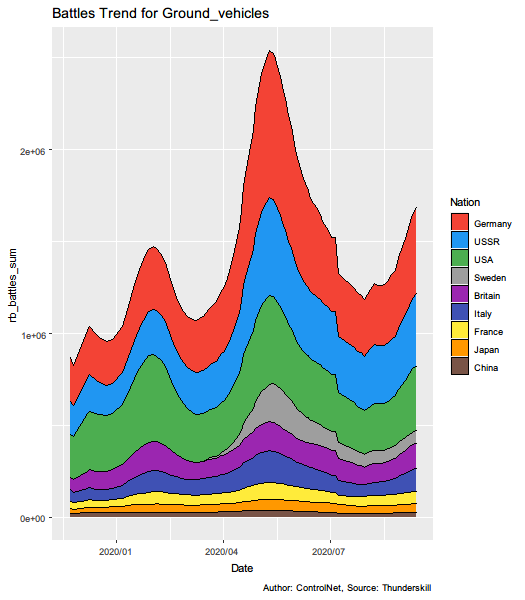 Battles Trend for Ground_vehicles
rb_battles_sum
2e+06
1e+06
0e+00
2020/01
2020/04
2020/07
Date
Nation
Germany
USSR
USA
Sweden
Britain
Italy
France
Japan
China
Author: ControlNet, Source: Thunderskill